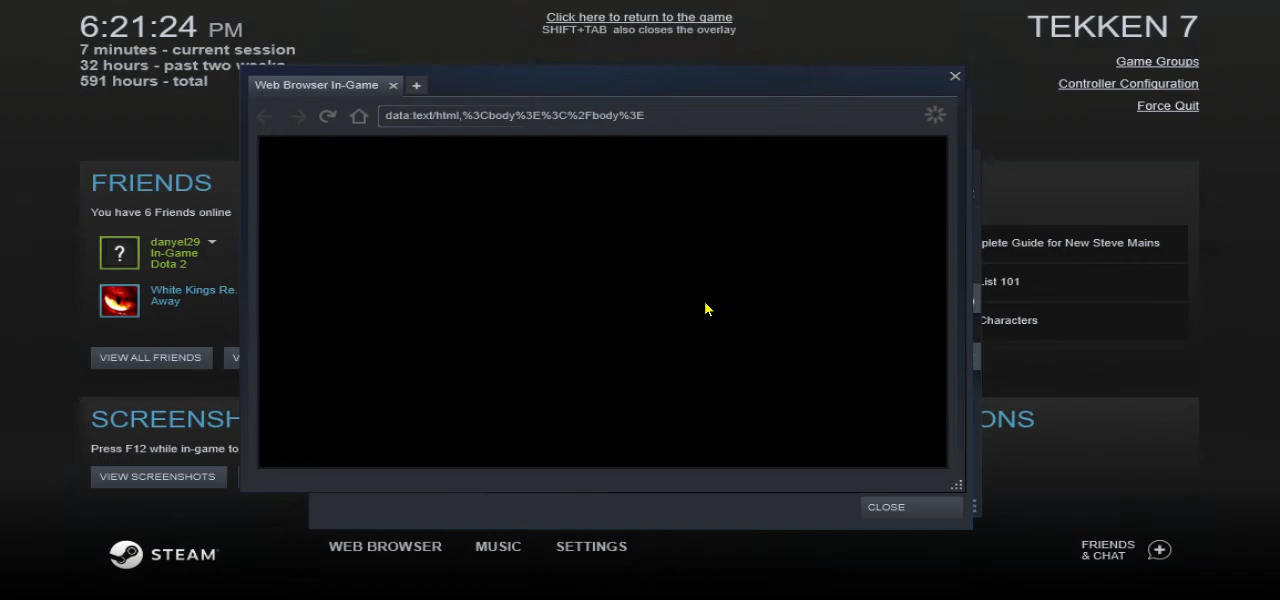 6:21:24 PM
7 minutes - current session
32 hours - past two weeks
591 hours - total
Click here to return to the game
SHIFT+TAB also closes the overlay
TEKKEN 7
Game Groups
Controller Configuration
Force Quit
Web Browser In-Game
data:text/html,%3Cbody%3E%3C%2Fbody%3E
FRIENDS
You have 6 Friends online
?
danyel29
In-Game
Dota 2
White Kings Re...
Away
VIEW ALL FRIENDS
V
plete Guide for New Steve Mains
List 101
Characters
SCREENSH
Press F12 while in-game to
VIEW SCREENSHOTS
ONS
CLOSE
STEAM
WEB BROWSER
MUSIC
SETTINGS
FRIENDS
& CHAT